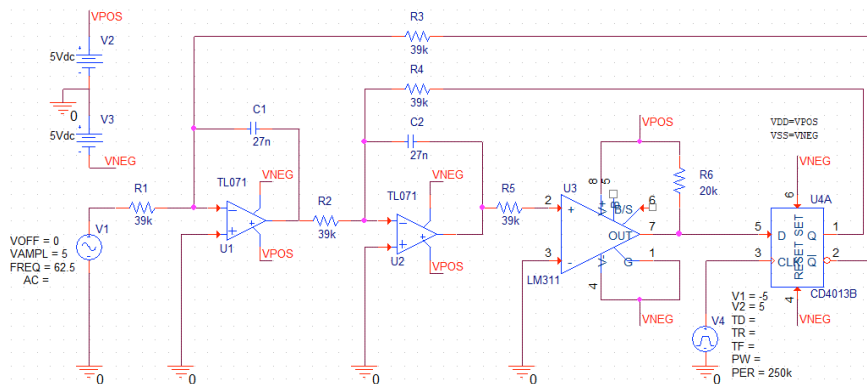 VPOS
V2
5Vdc
0
V3
5Vdc
VNEG
R3
39k
R4
39k
C1
27n
C2
27n
R1
39k
TL071
VNEG
U1
VPOS
R2
39k
TL071
VNEG
U2
VPOS
R5
39k
U3
2
3
+
-
8
5
V+
B/S
6
OUT
7
G
1
V-
4
LM311
VPOS
R6
20k
VNEG
VDD=VPOS
VSS=VNEG
VNEG
6
U4A
5
D
SET
Q
1
3
CLK
RESET
Q
2
4
CD4013B
VNEG
V1
VOFF = 0
VAMPL = 5
FREQ = 62.5
AC =
0
0
0
0
V4
V1 = -5
V2 = 5
TD =
TR =
TF =
PW =
PER = 250k
0